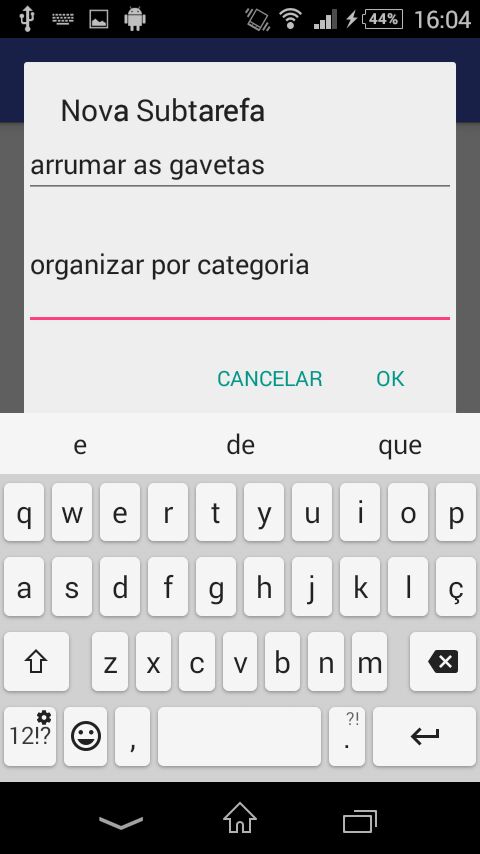 44% 16:04
Nova Subtarefa
arrumar as gavetas
organizar por categoria
CANCELAR OK
e de que
q w e r t y u i o p
a s d f g h j k l ç
z x c v b n m
12!? , . ?!